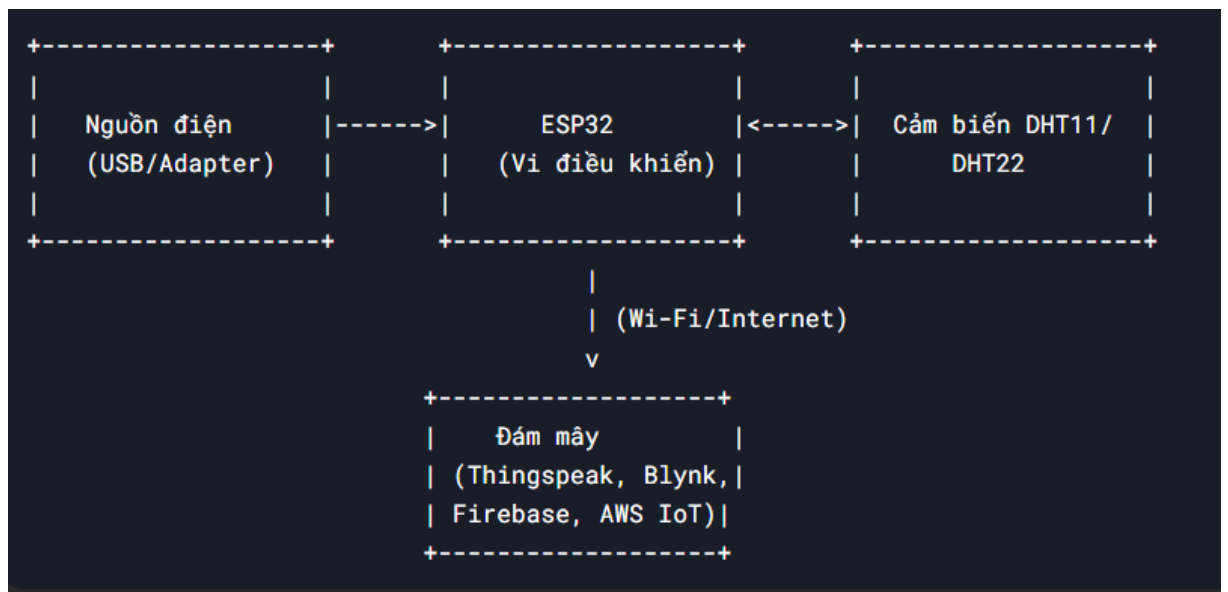 +-------------------+ +-------------------+ +-------------------+
| | | | | |
| Nguồn điện |------>| ESP32 |<----->| Cảm biến DHT11/ |
| (USB/Adapter) | | (Vi điều khiển) | | DHT22 |
| | | | | |
+-------------------+ +-------------------+ +-------------------+
|
| (Wi-Fi/Internet)
v
+-------------------+
| Đám mây |
| (Thingspeak, Blynk,|
| Firebase, AWS IoT)|
+-------------------+